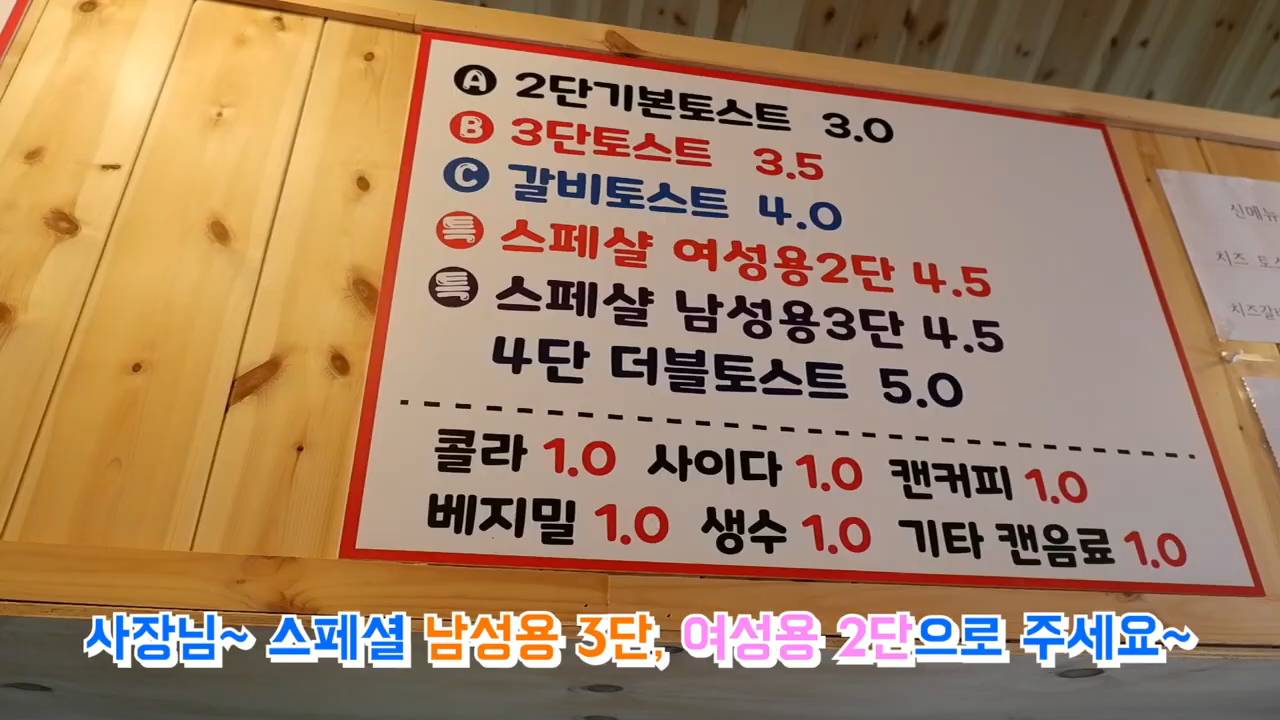 A 2단기본토스트 3.0
B 3단토스트 3.5
C 갈비토스트 4.0
특 스페샬 여성용2단 4.5
특 스페샬 남성용3단 4.5
4단 더블토스트 5.0
콜라 1.0 사이다 1.0 캔커피 1.0
베지밀 1.0 생수 1.0 기타 캔음료 1.0
신메뉴
치즈
사장님~ 스페셜 남성용 3단, 여성용 2단으로 주세요~